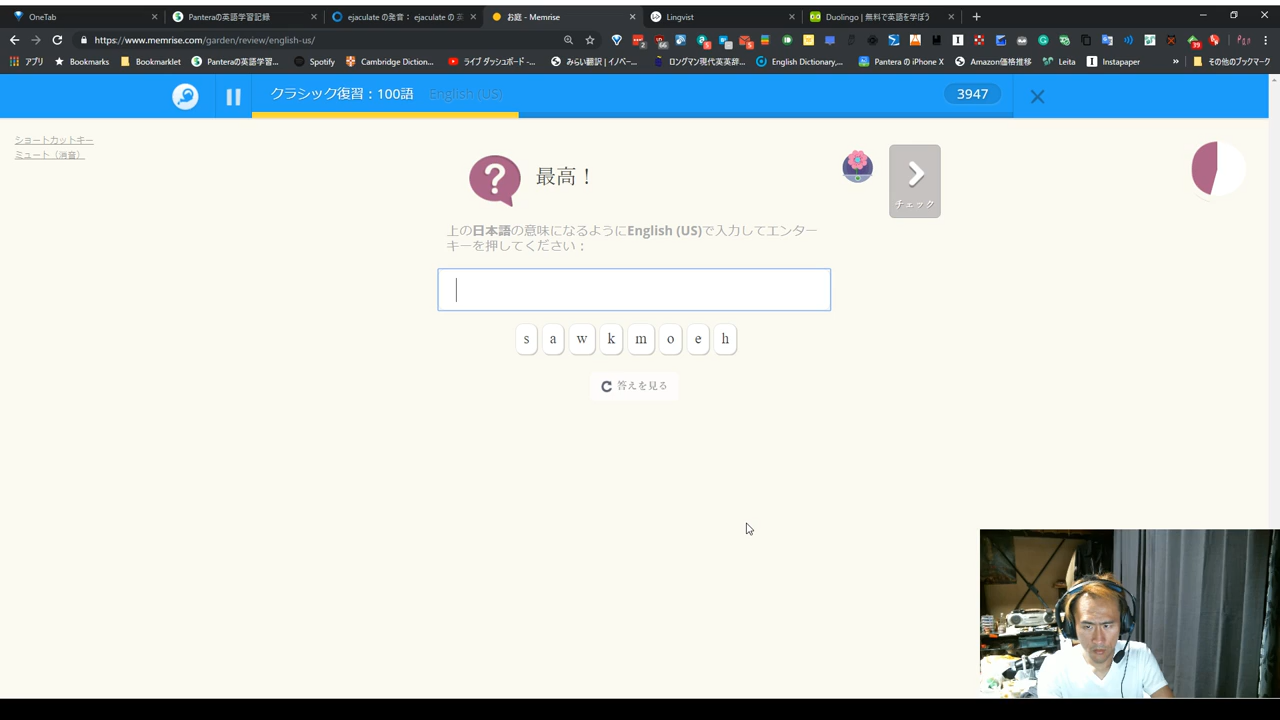 OneTab
Panteraの英語学習記録
ejaculate の発音： ejaculate の 英
お庭 - Memrise
Lingvist
Duolingo | 無料で英語を学ぼう
https://www.memrise.com/garden/review/english-us/
アプリ
Bookmarks
Bookmarklet
Panteraの英語学習...
Spotify
Cambridge Diction...
ライブ ダッシュボード -...
みらい翻訳 | イノベー...
ロングマン現代英英辞...
English Dictionary,...
Pantera の iPhone X
Amazon価格推移
Leita
Instapaper
»
その他のブックマーク
クラシック復習：100語
English (US)
3947
ショートカットキー
ミュート（消音）
最高！
チェック
上の日本語の意味になるようにEnglish (US)で入力してエンター
キーを押してください：
s a w k m o e h
答えを見る